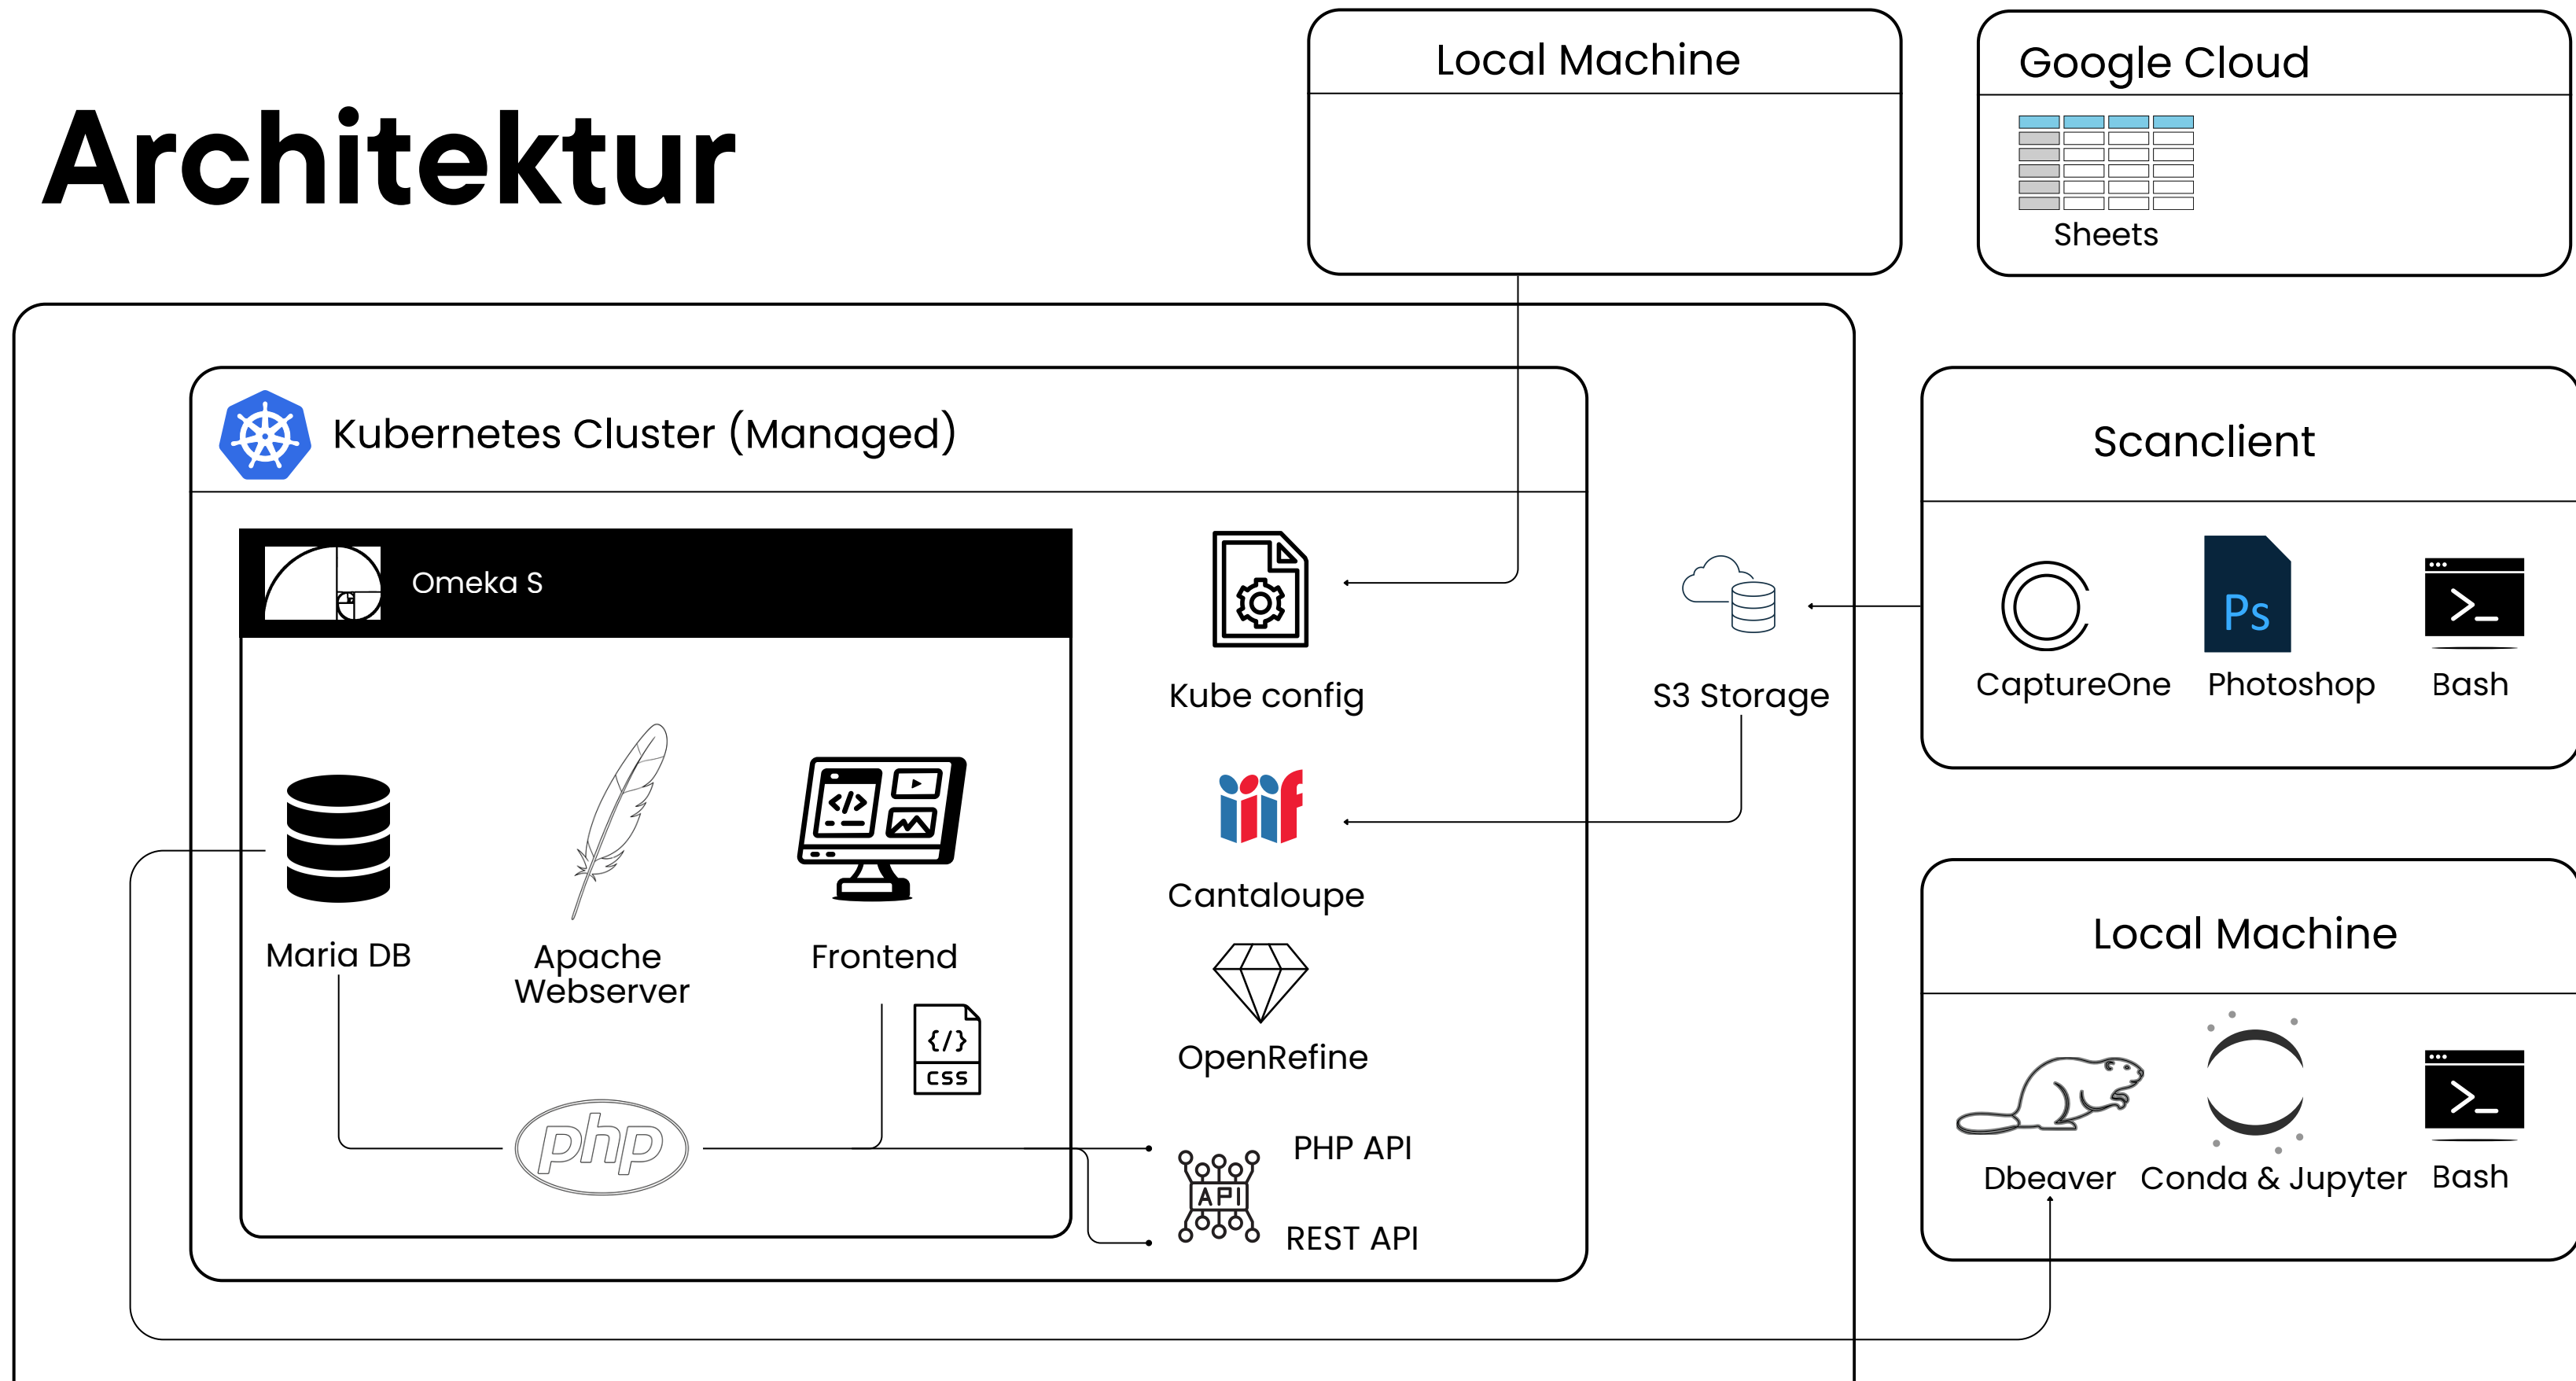 Architektur
Local Machine
Google Cloud
Sheets
Kubernetes Cluster (Managed)
Omeka S
Maria DB
Apache
Webserver
Frontend
{/}
CSS
php
</>
Kube config
iiif
Cantaloupe
OpenRefine
API
PHP API
REST API
S3 Storage
Scanclient
Ps
>_
CaptureOne
Photoshop
Bash
Local Machine
>_
Dbeaver
Conda & Jupyter
Bash